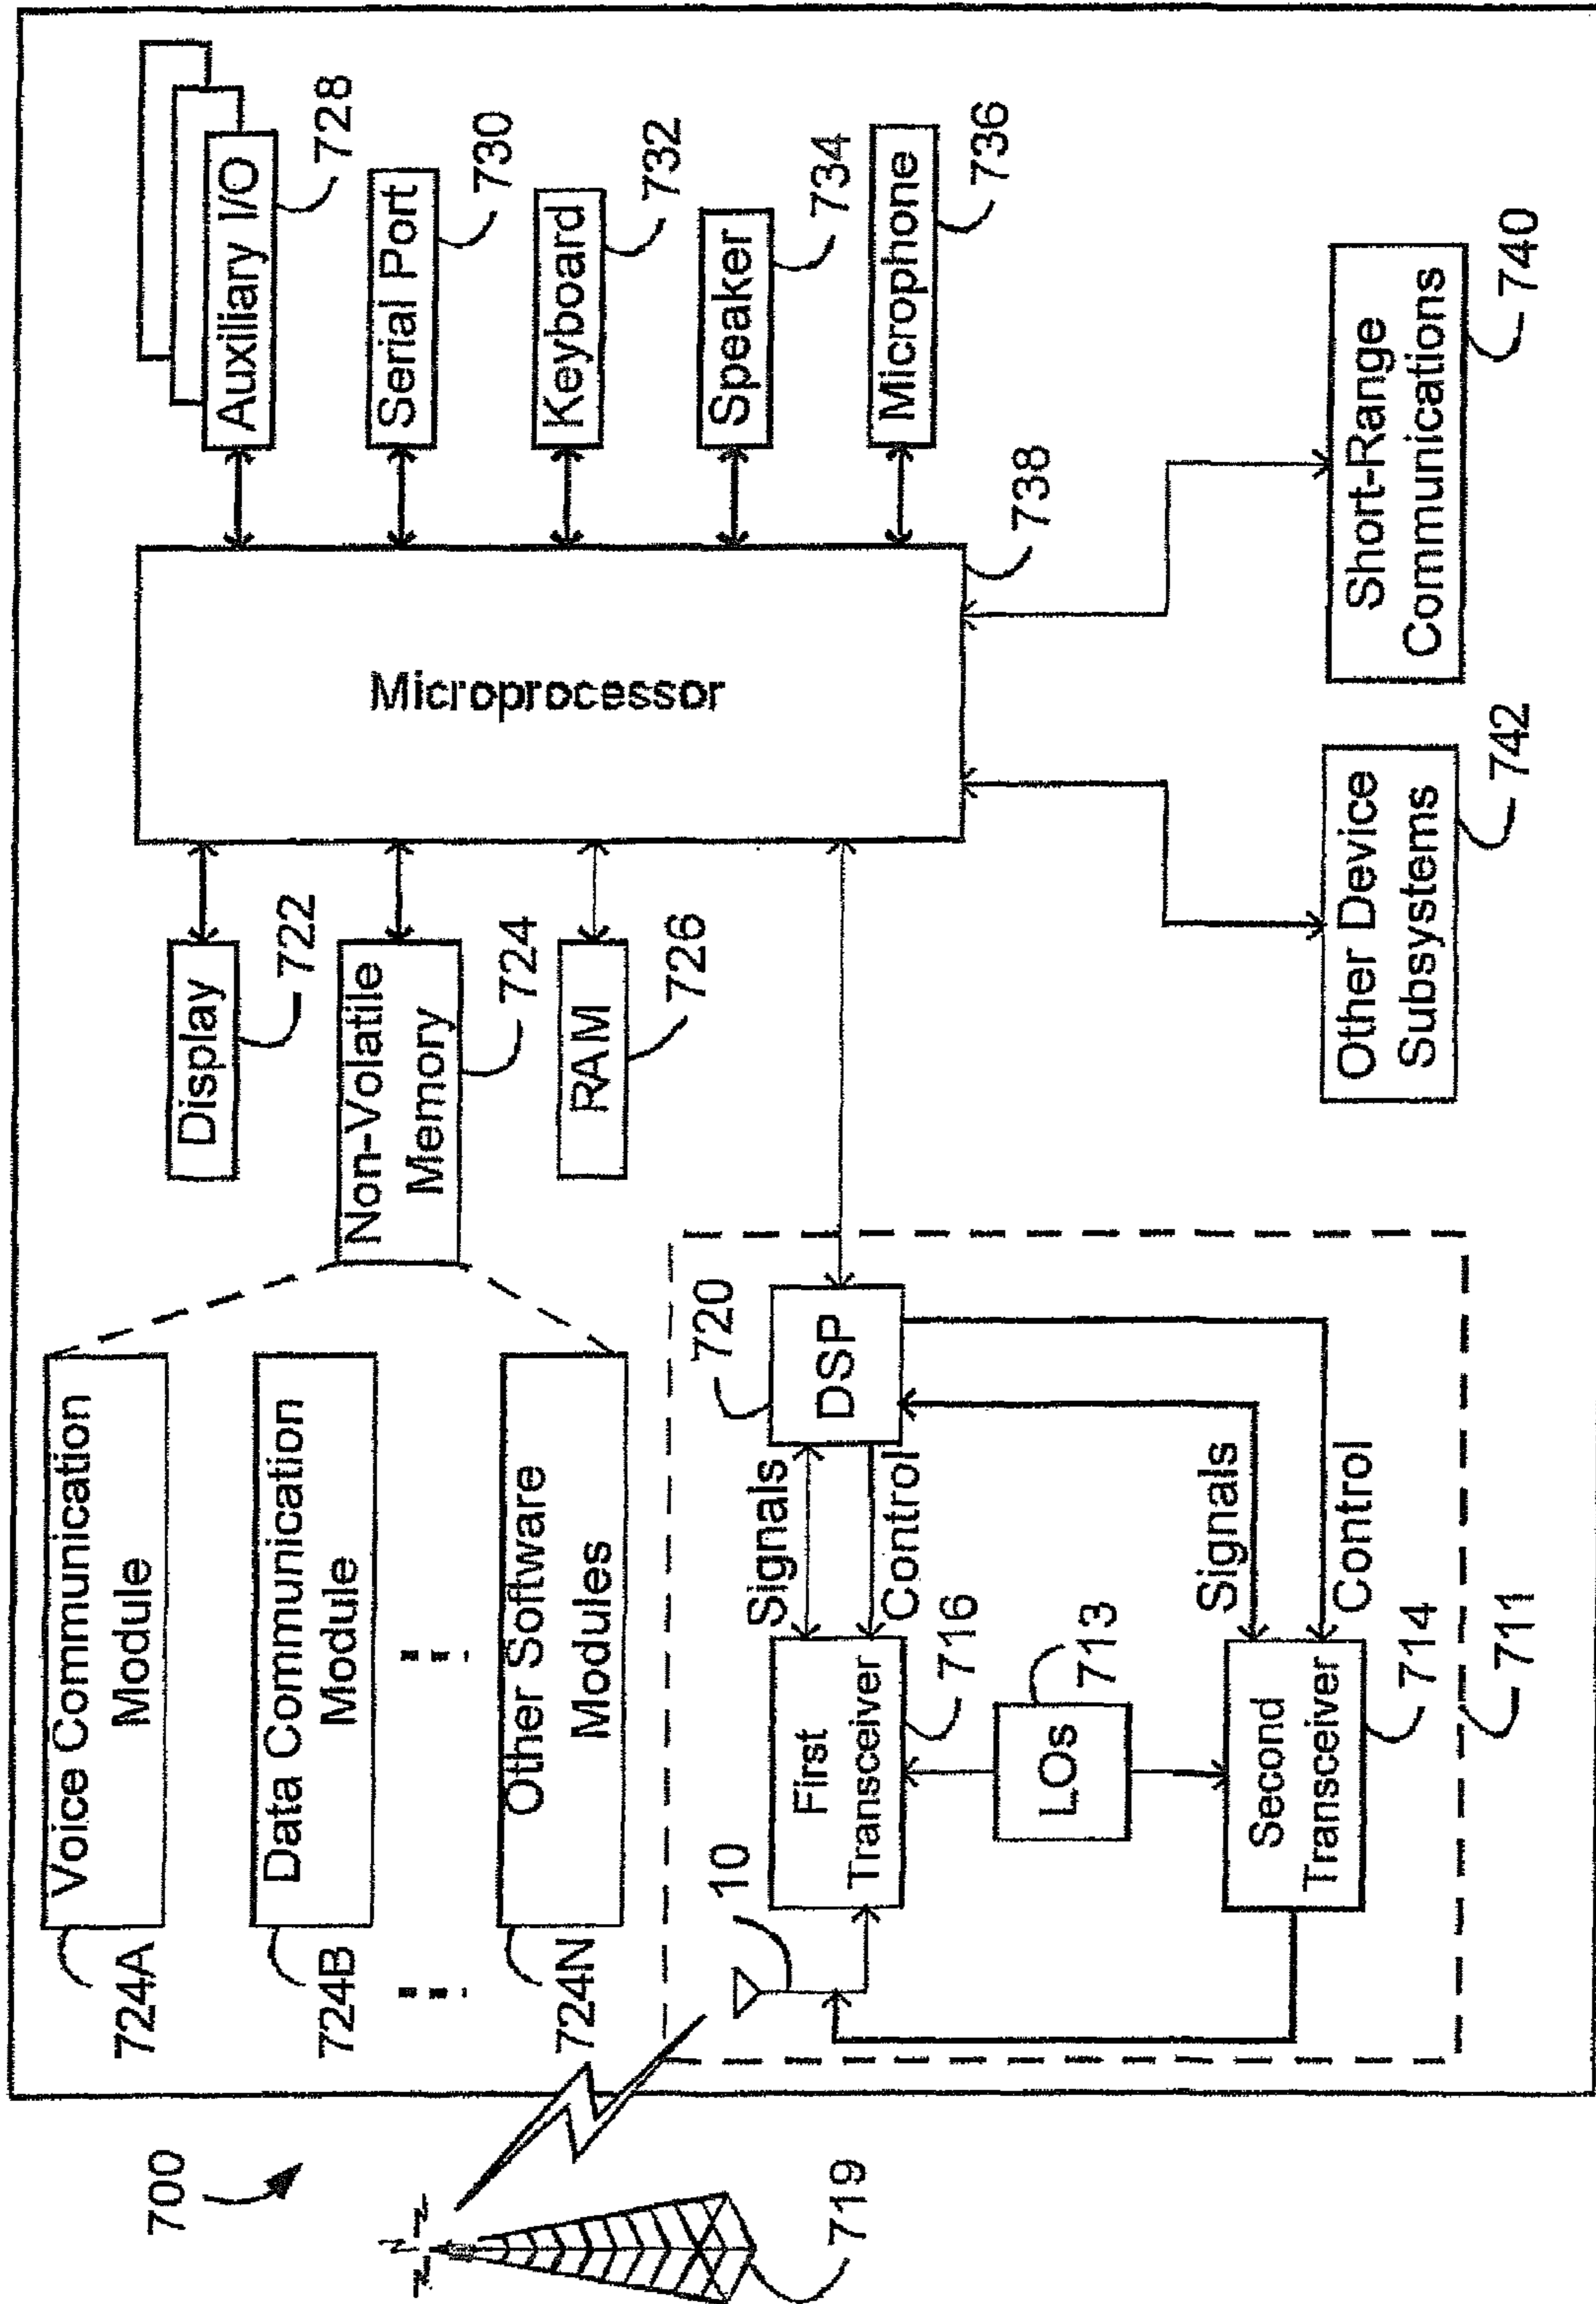 700
719
724A
Voice Communication
Module
724B
Data Communication
Module
724N
Other Software
Modules
Display
722
Non-Volatile
Memory
724
RAM
726
Microprocessor
738
Auxiliary I/O
728
Serial Port
730
Keyboard
732
Speaker
734
Microphone
736
10
First
Transceiver
716
Signals
Control
720
DSP
LOs
713
Second
Transceiver
714
Signals
Control
711
Other Device
Subsystems
742
Short-Range
Communications
740